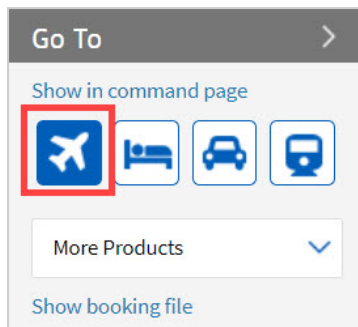 Go To
Show in command page
More Products
Show booking file